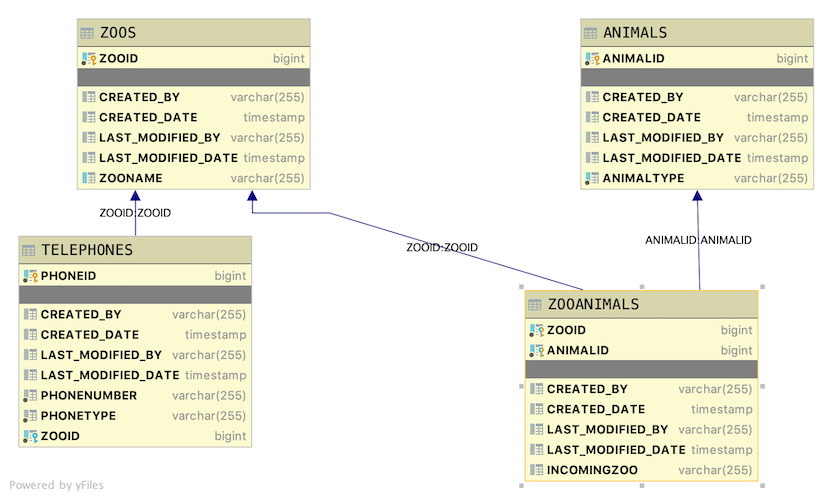 ZOOS
ZOOID bigint
CREATED_BY varchar(255)
CREATED_DATE timestamp
LAST_MODIFIED_BY varchar(255)
LAST_MODIFIED_DATE timestamp
ZOONAME varchar(255)
ANIMALS
ANIMALID bigint
CREATED_BY varchar(255)
CREATED_DATE timestamp
LAST_MODIFIED_BY varchar(255)
LAST_MODIFIED_DATE timestamp
ANIMALTYPE varchar(255)
ZOOID:ZOOID
ZOOID:ZOOID
ANIMALID:ANIMALID
TELEPHONES
PHONEID bigint
CREATED_BY varchar(255)
CREATED_DATE timestamp
LAST_MODIFIED_BY varchar(255)
LAST_MODIFIED_DATE timestamp
PHONENUMBER varchar(255)
PHONETYPE varchar(255)
ZOOID bigint
ZOOANIMALS
ZOOID bigint
ANIMALID bigint
CREATED_BY varchar(255)
CREATED_DATE timestamp
LAST_MODIFIED_BY varchar(255)
LAST_MODIFIED_DATE timestamp
INCOMINGZOO varchar(255)
Powered by yFiles